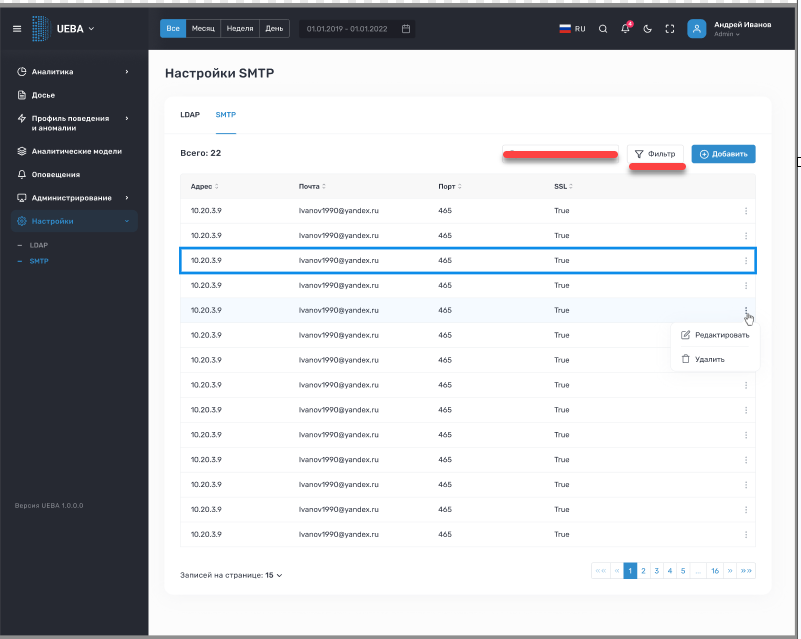 UEBA
Все Месяц Неделя День 01.01.2019 - 01.01.2022
RU
4
Андрей Иванов
Admin
Аналитика
Досье
Профиль поведения
и аномалии
Аналитические модели
Оповещения
Администрирование
Настройки
LDAP
SMTP
Версия UEBA 1.0.0.0
Настройки SMTP
LDAP SMTP
Всего: 22
Фильтр
Добавить
Адрес Почта Порт SSL
10.20.3.9 Ivanov1990@yandex.ru 465 True
10.20.3.9 Ivanov1990@yandex.ru 465 True
10.20.3.9 Ivanov1990@yandex.ru 465 True
10.20.3.9 Ivanov1990@yandex.ru 465 True
10.20.3.9 Ivanov1990@yandex.ru 465 True
10.20.3.9 Ivanov1990@yandex.ru 465 True
10.20.3.9 Ivanov1990@yandex.ru 465 True
10.20.3.9 Ivanov1990@yandex.ru 465 True
10.20.3.9 Ivanov1990@yandex.ru 465 True
10.20.3.9 Ivanov1990@yandex.ru 465 True
10.20.3.9 Ivanov1990@yandex.ru 465 True
10.20.3.9 Ivanov1990@yandex.ru 465 True
10.20.3.9 Ivanov1990@yandex.ru 465 True
10.20.3.9 Ivanov1990@yandex.ru 465 True
Редактировать
Удалить
Записей на странице: 15
«« « 1 2 3 4 5 ... 16 » »»